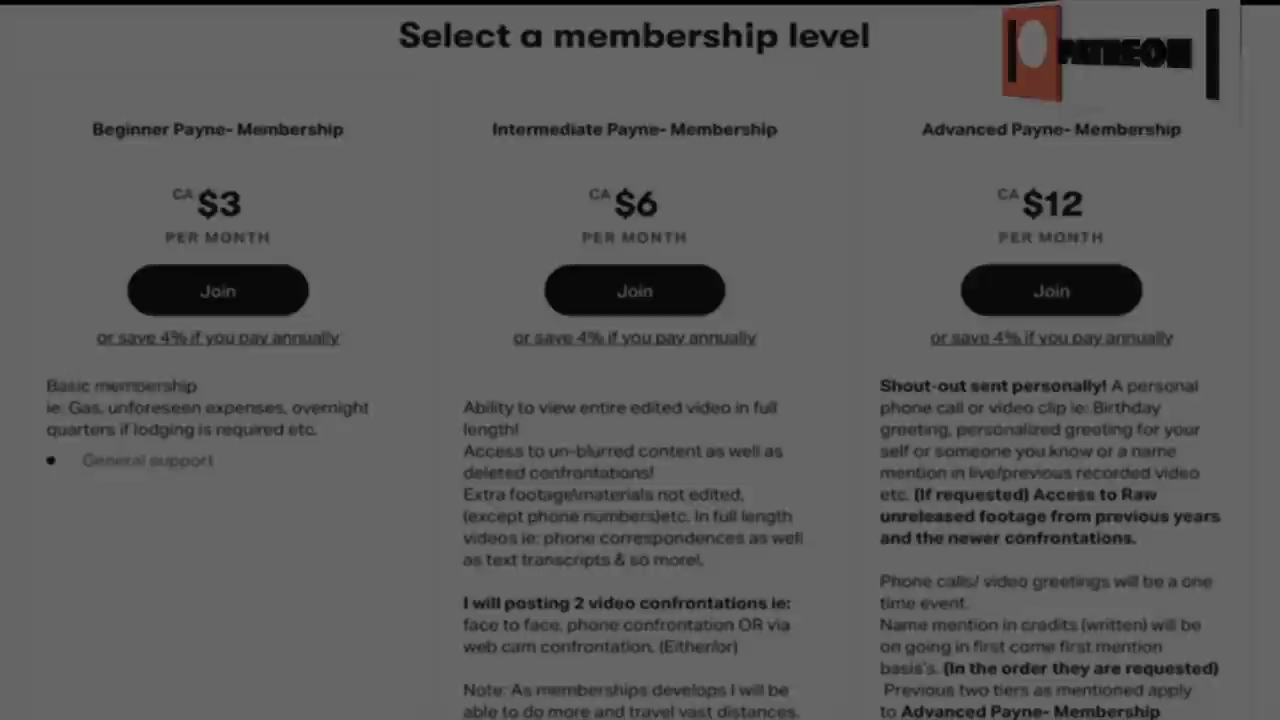 Select a membership level
PATREON
Beginner Payne- Membership
CA $3
PER MONTH
Join
or save 4% if you pay annually
Basic membership
ie: Gas, unforeseen expenses, overnight
quarters if lodging is required etc.
• General support
Intermediate Payne- Membership
CA $6
PER MONTH
Join
or save 4% if you pay annually
Ability to view entire edited video in full
length!
Access to un-blurred content as well as
deleted confrontations!
Extra footage\materials not edited,
(except phone numbers)etc. In full length
videos ie: phone correspondences as well
as text transcripts & so more!.
I will posting 2 video confrontations ie:
face to face, phone confrontation OR via
web cam confrontation. (Either/or)
Note: As memberships develops I will be
able to do more and travel vast distances.
Advanced Payne- Membership
CA $12
PER MONTH
Join
or save 4% if you pay annually
Shout-out sent personally! A personal
phone call or video clip ie: Birthday
greeting, personalized greeting for your
self or someone you know or a name
mention in live/previous recorded video
etc. (If requested) Access to Raw
unreleased footage from previous years
and the newer confrontations.
Phone calls/ video greetings will be a one
time event.
Name mention in credits (written) will be
on going in first come first mention
basis's. (In the order they are requested)
Previous two tiers as mentioned apply
to Advanced Payne- Membership